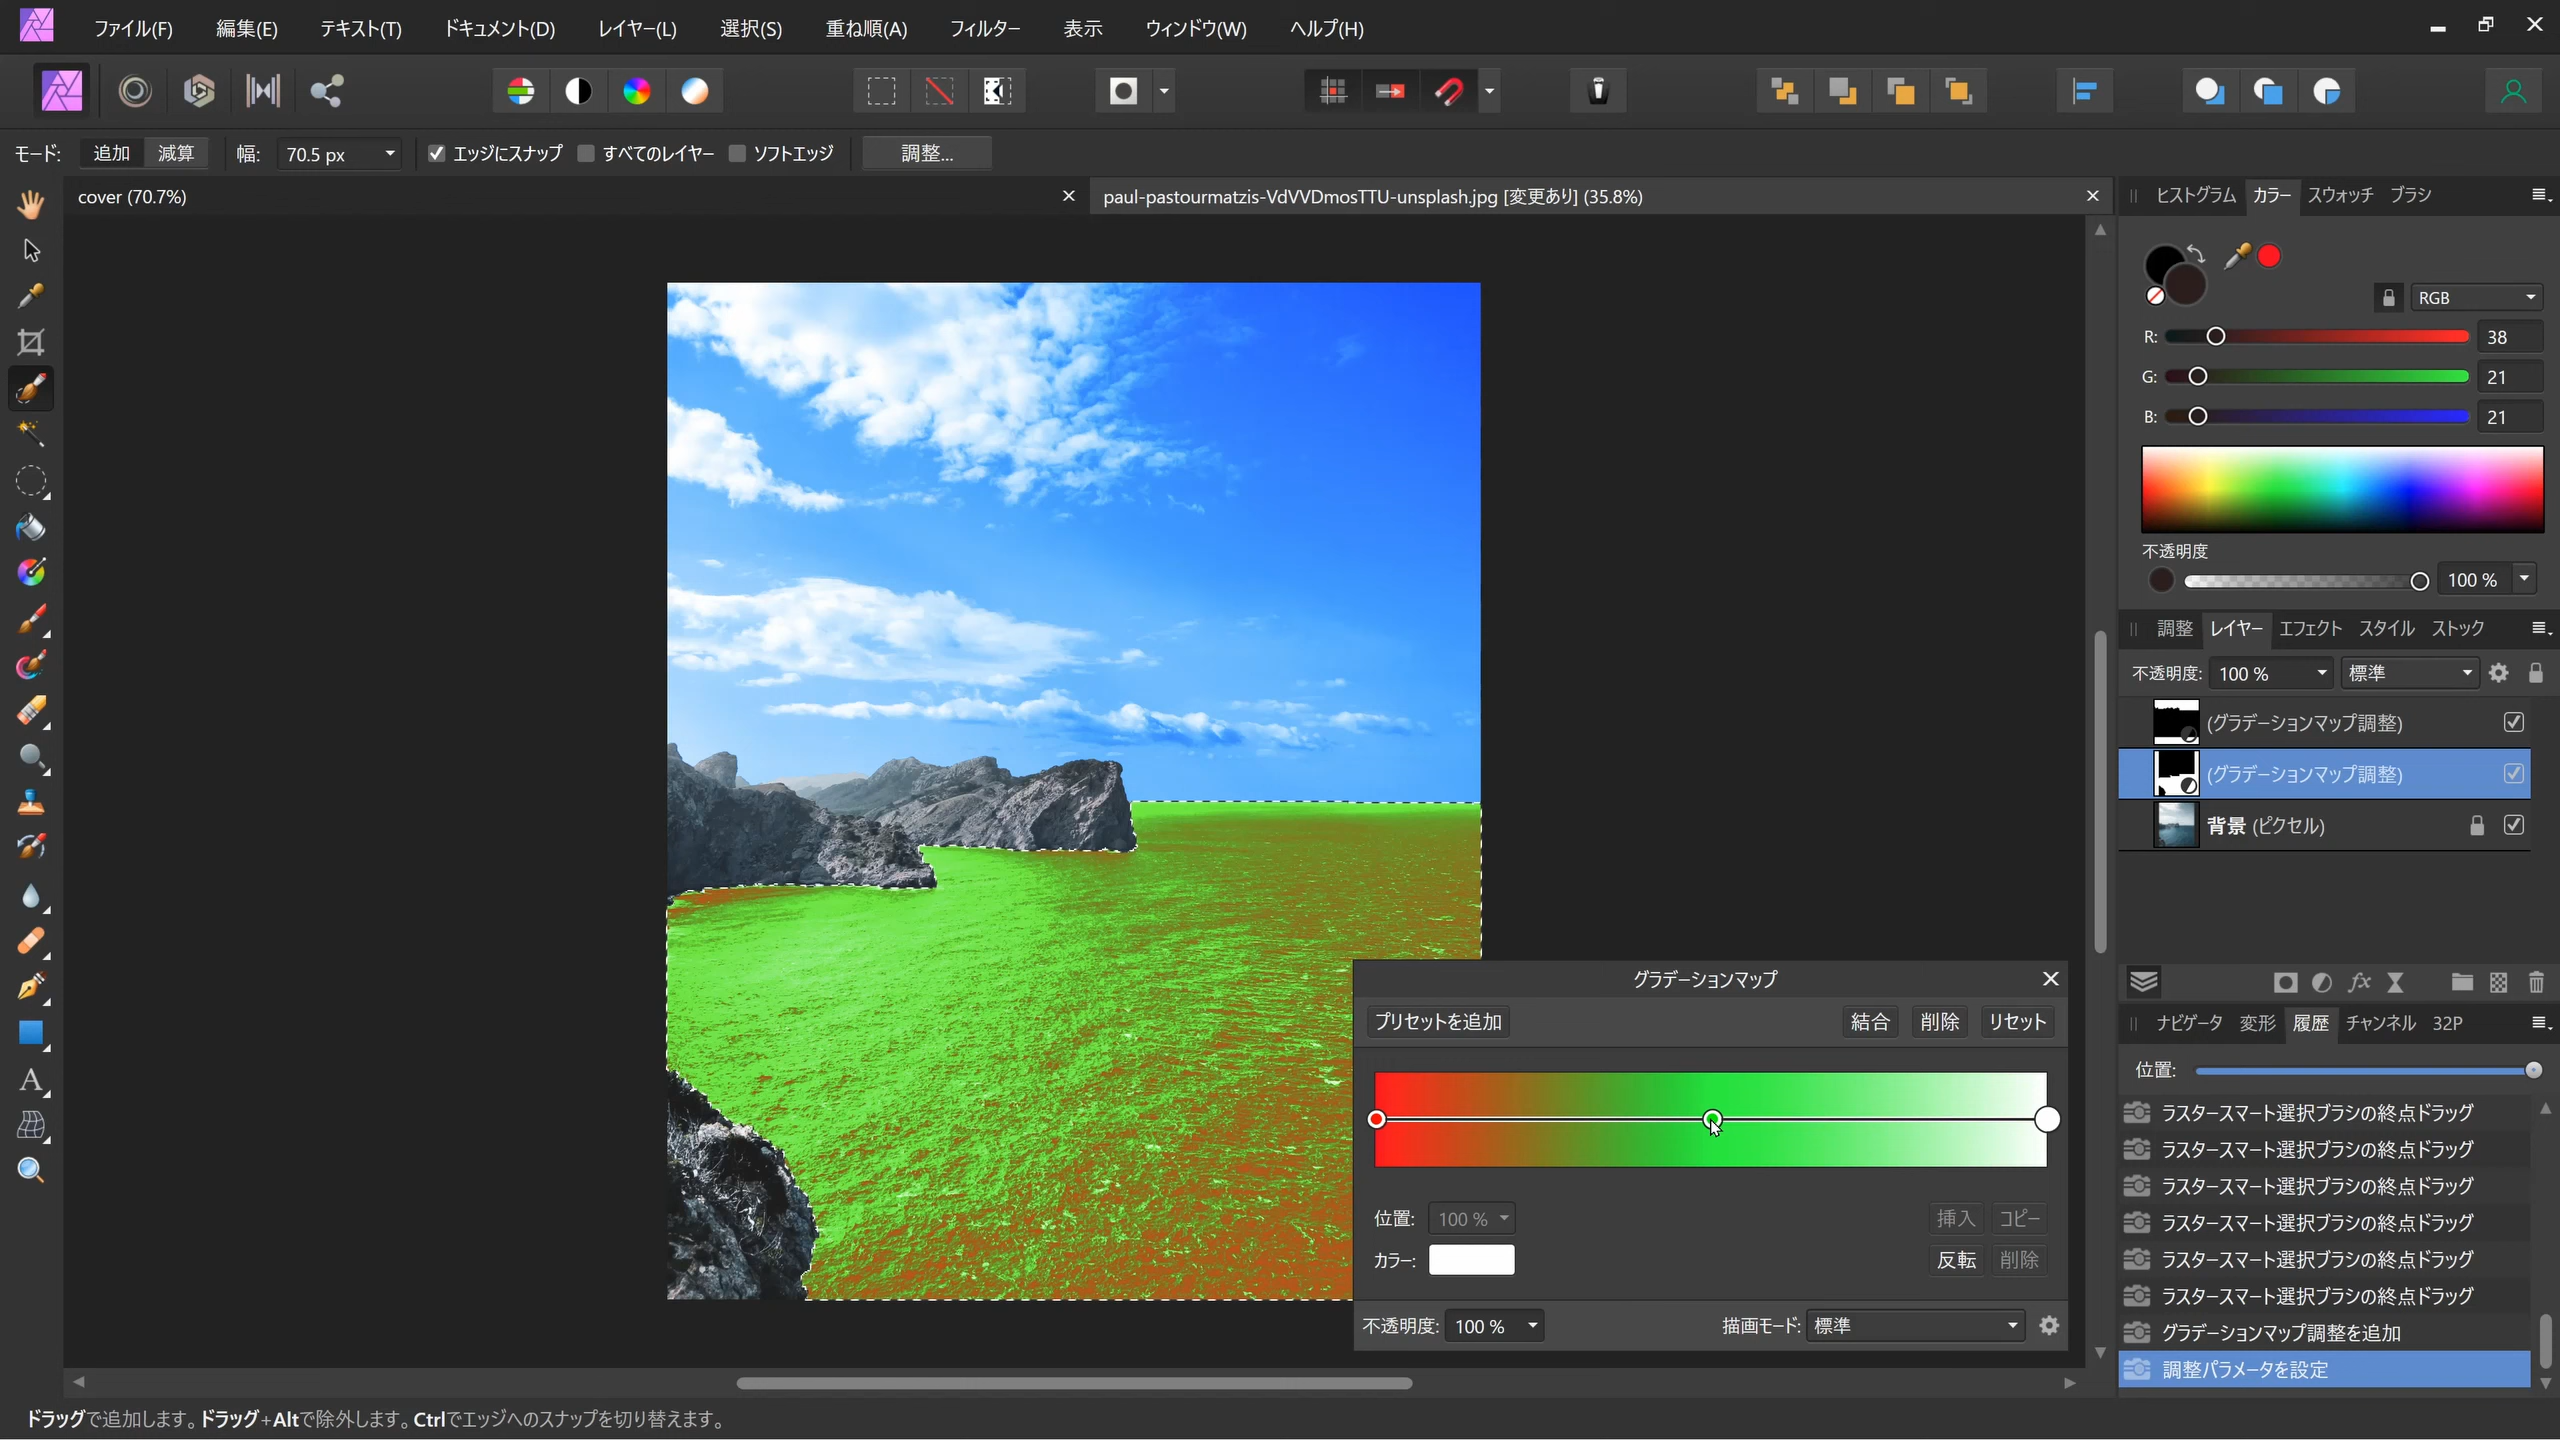 ファイル(F) 編集(E) テキスト(T) ドキュメント(D) レイヤー(L) 選択(S) 重ね順(A) フィルター 表示 ウィンドウ(W) ヘルプ(H)
モード: 追加 減算 幅: 70.5 px エッジにスナップ すべてのレイヤー ソフトエッジ 調整...
cover (70.7%)
paul-pastourmatzis-VdVVDmosTTU-unsplash.jpg [変更あり] (35.8%)
ヒストグラム カラー スウォッチ ブラシ
RGB
R: 38
G: 21
B: 21
不透明度
100 %
調整 レイヤー エフェクト スタイル ストック
不透明度: 100 % 標準
(グラデーションマップ調整)
(グラデーションマップ調整)
背景 (ピクセル)
fx
ナビゲータ 変形 履歴 チャンネル 32P
位置:
ラスタースマート選択ブラシの終点ドラッグ
ラスタースマート選択ブラシの終点ドラッグ
ラスタースマート選択ブラシの終点ドラッグ
ラスタースマート選択ブラシの終点ドラッグ
ラスタースマート選択ブラシの終点ドラッグ
ラスタースマート選択ブラシの終点ドラッグ
グラデーションマップ調整を追加
調整パラメータを設定
グラデーションマップ
プリセットを追加 結合 削除 リセット
位置: 100 % 挿入 コピー
カラー: 反転 削除
不透明度: 100 % 描画モード: 標準
ドラッグで追加します。ドラッグ+Altで除外します。Ctrlでエッジへのスナップを切り替えます。